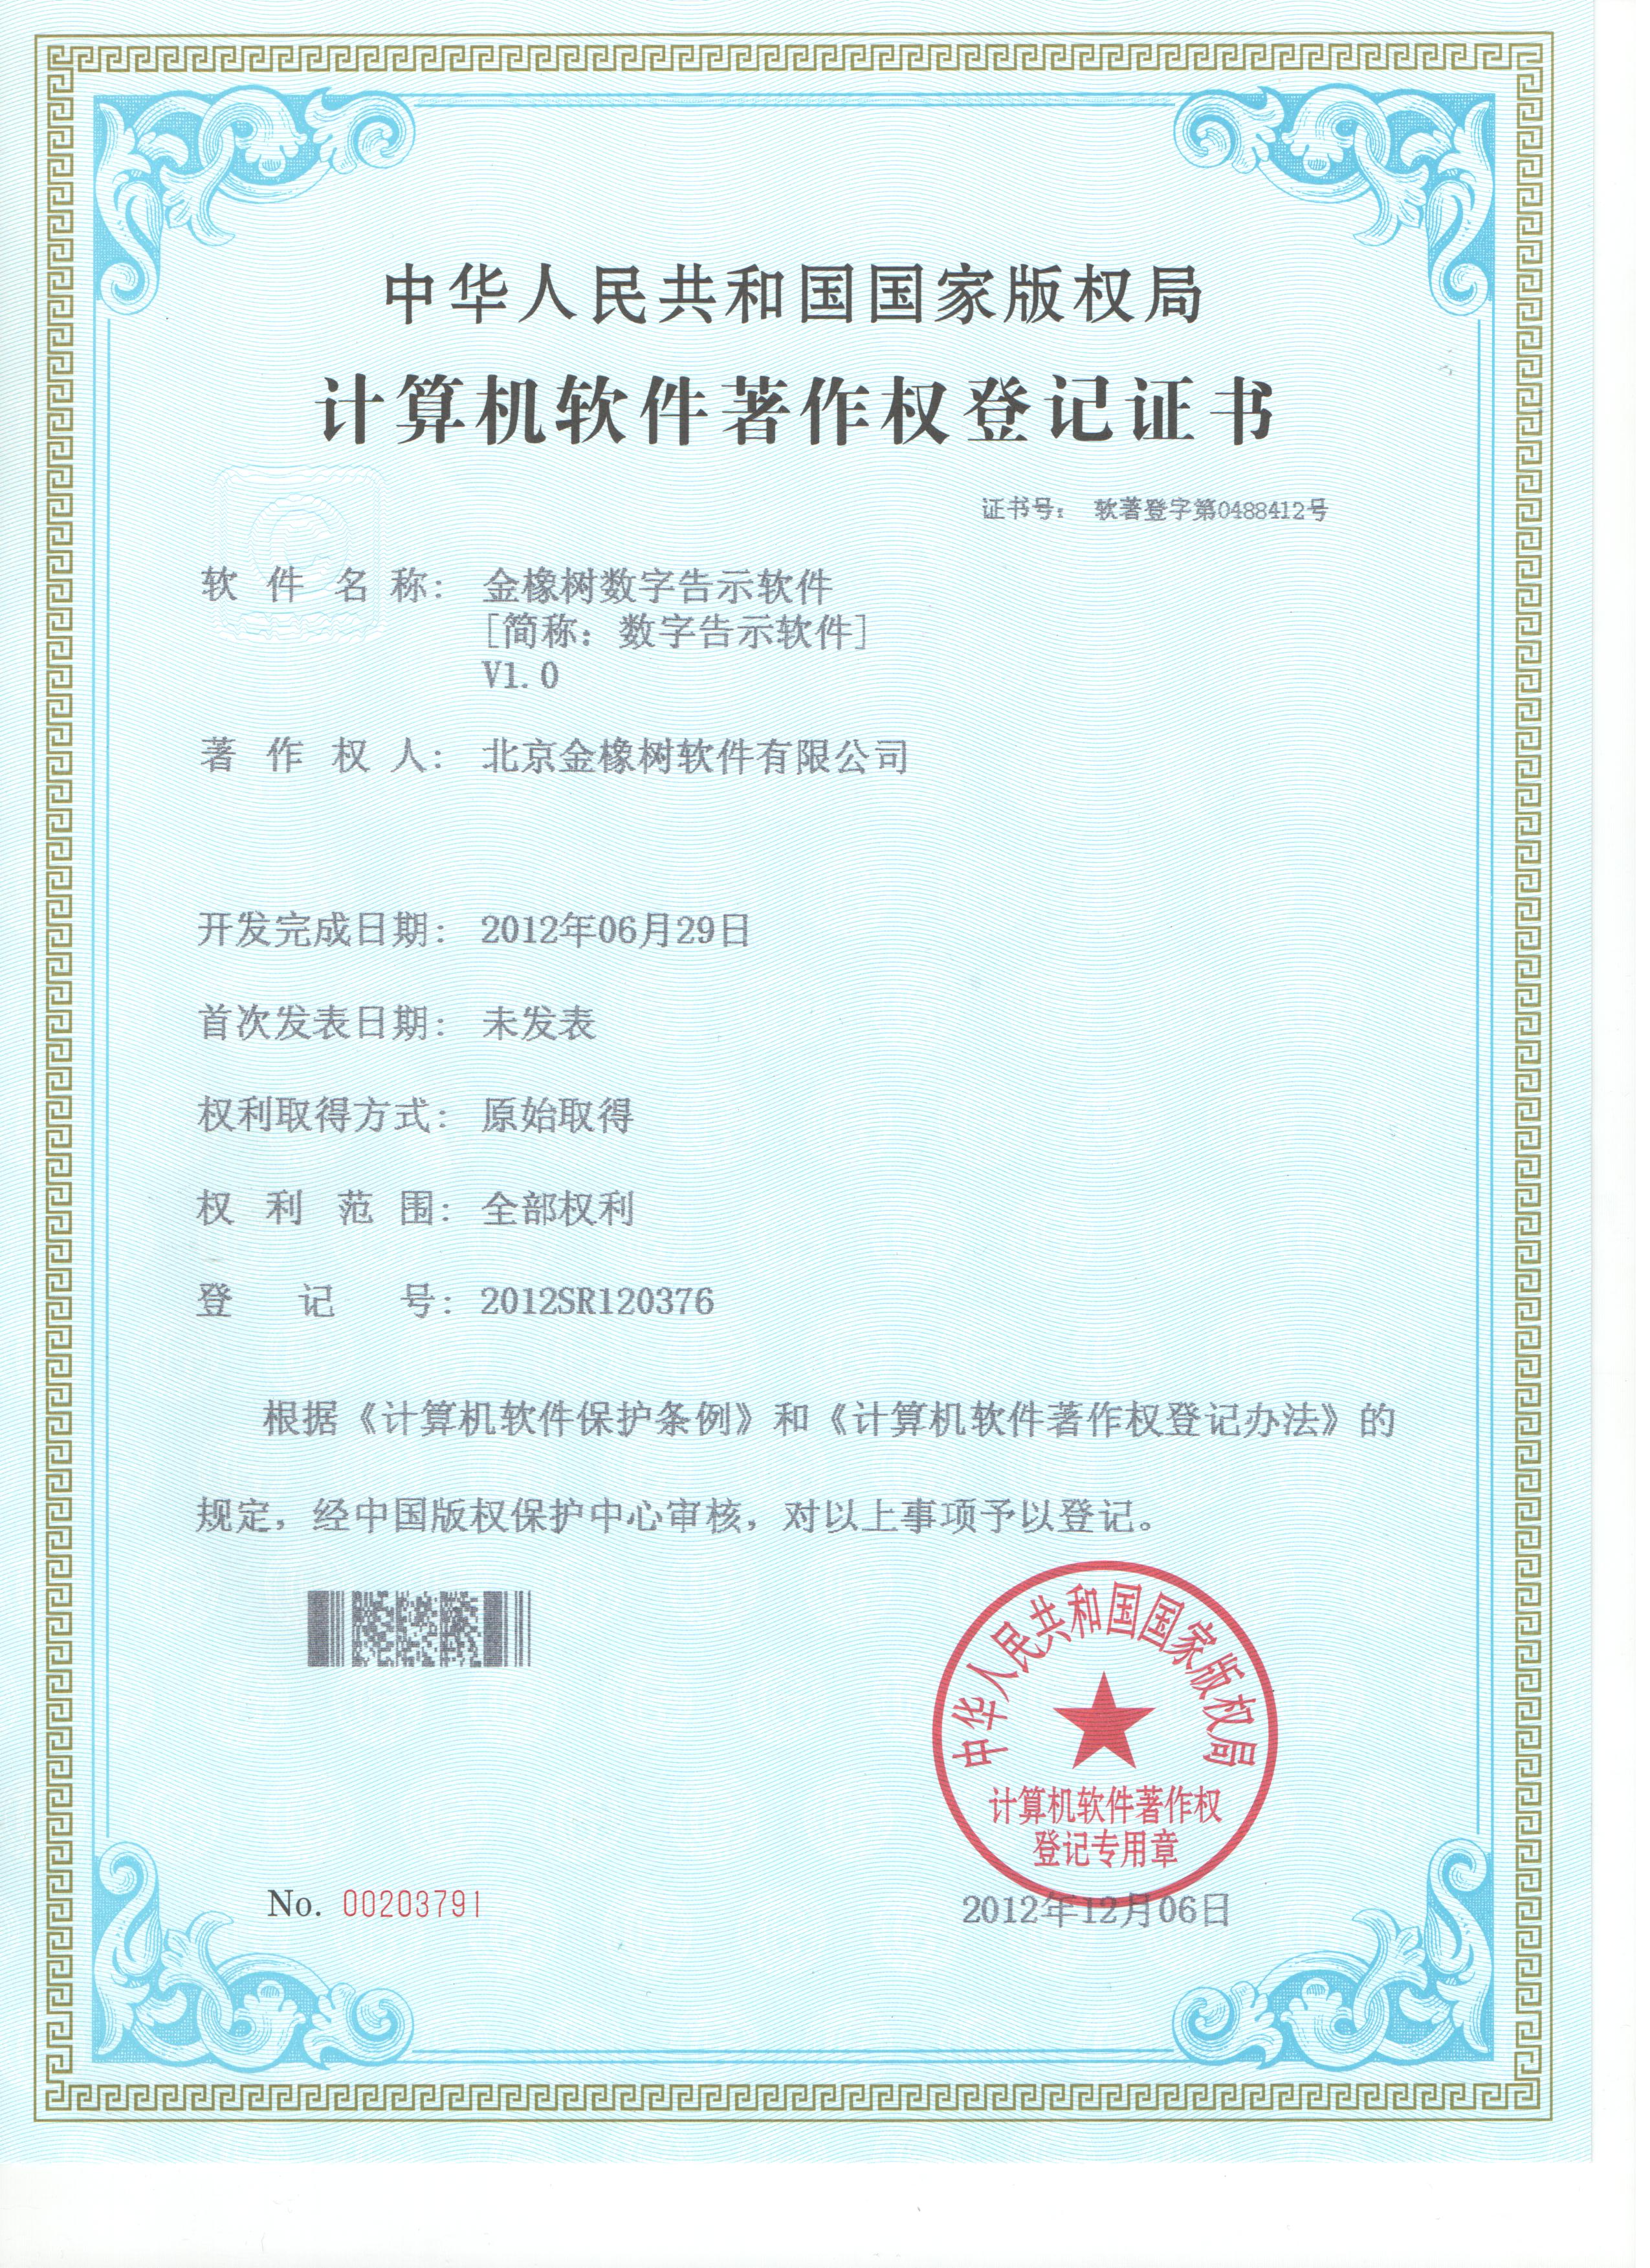 中华人民共和国国家版权局
计算机软件著作权登记证书
证书号： 软著登字第0488412号
软件名称： 金橡树数字告示软件
[简称：数字告示软件]
V1.0
著作权人： 北京金橡树软件有限公司
开发完成日期： 2012年06月29日
首次发表日期： 未发表
权利取得方式： 原始取得
权利范围： 全部权利
登记号： 2012SR120376
根据《计算机软件保护条例》和《计算机软件著作权登记办法》的
规定，经中国版权保护中心审核，对以上事项予以登记。
中华人民共和国国家版权局
计算机软件著作权
登记专用章
No. 00203791
2012年12月06日